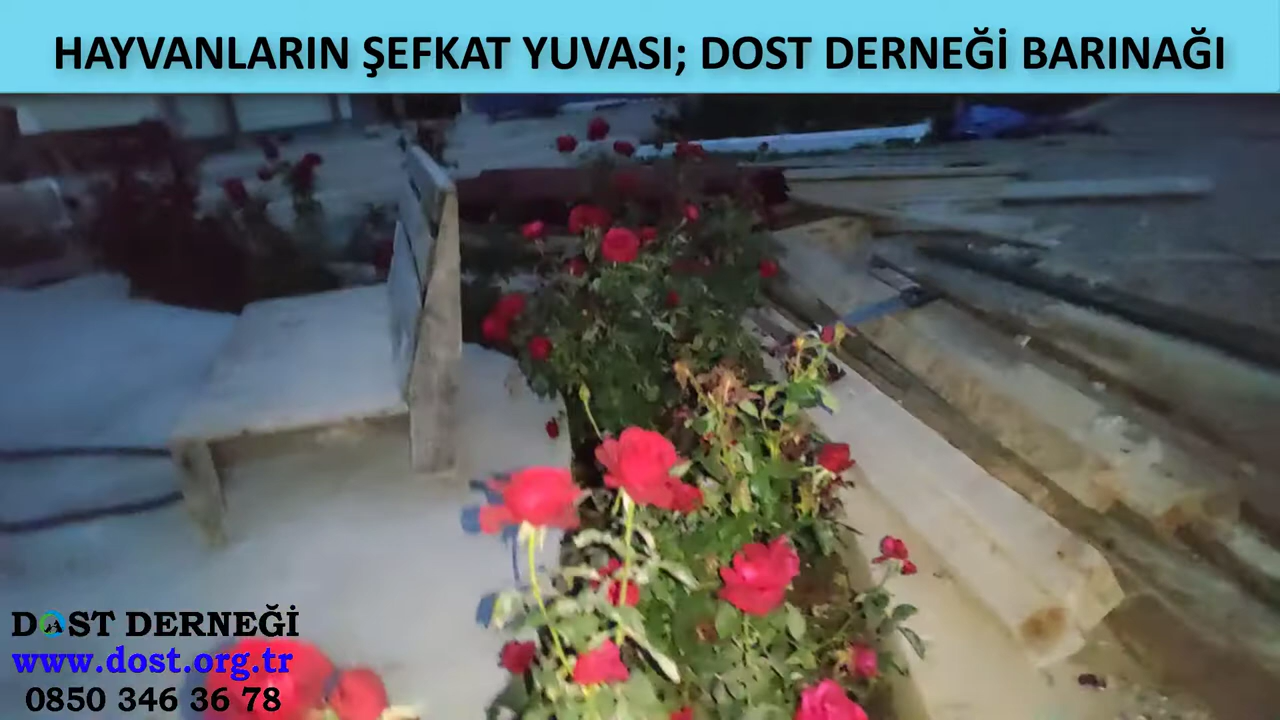 HAYVANLARIN ŞEFKAT YUVASI; DOST DERNEĞİ BARINAĞI
DOST DERNEĞİ
www.dost.org.tr
0850 346 36 78